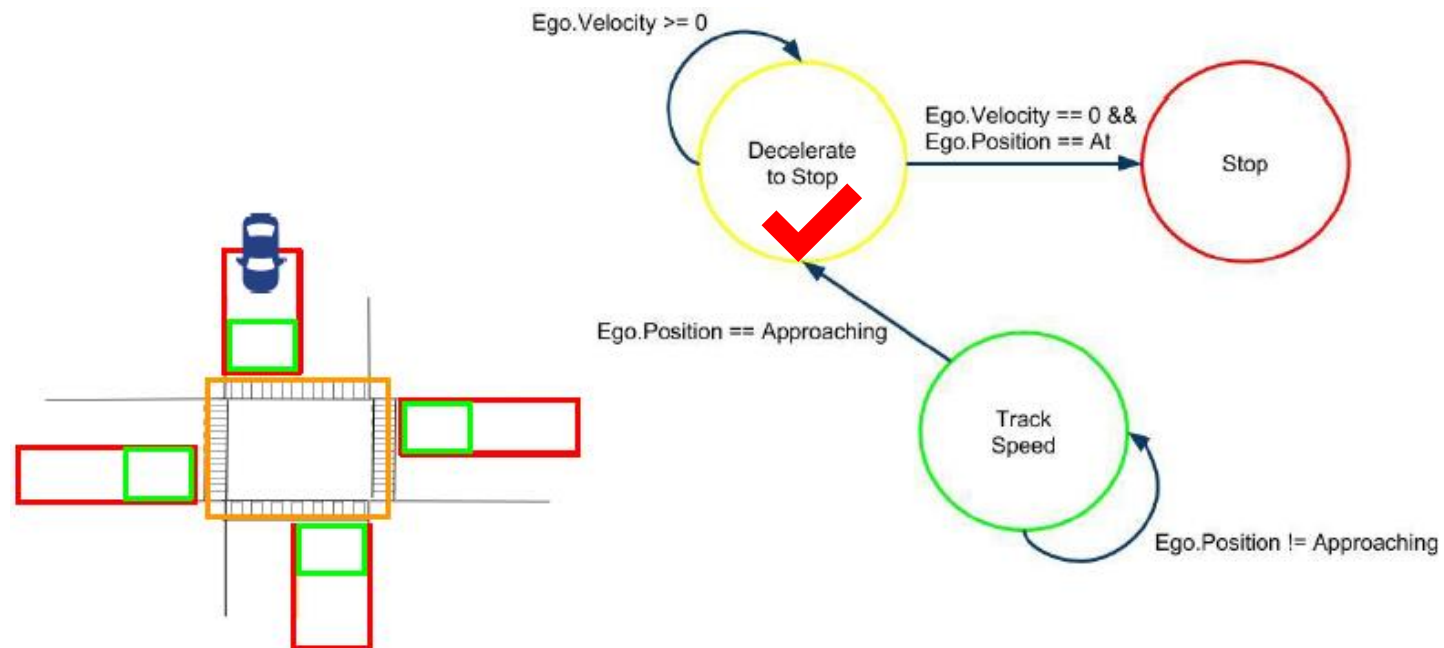 Ego.Velocity >= 0
Decelerate
to Stop
Ego.Velocity == 0 &&
Ego.Position == At
Stop
Ego.Position == Approaching
Track
Speed
Ego.Position != Approaching